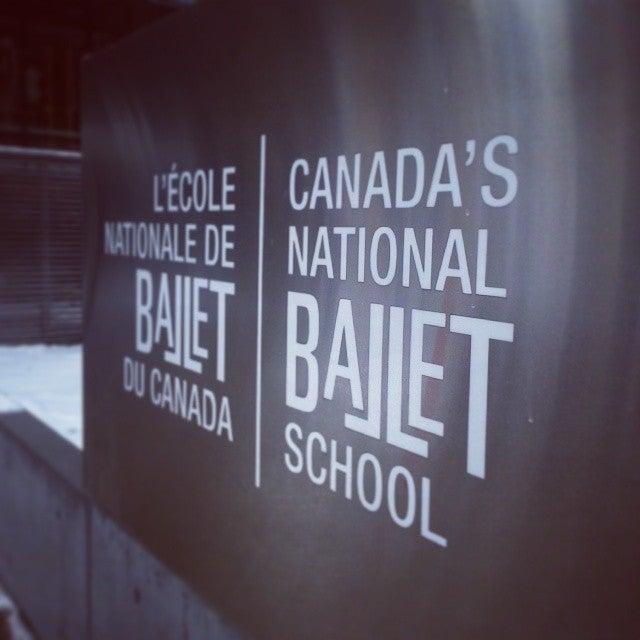 L'ÉCOLE
NATIONALE DE
BALLET
DU CANADA
CANADA'S
NATIONAL
BALLET
SCHOOL